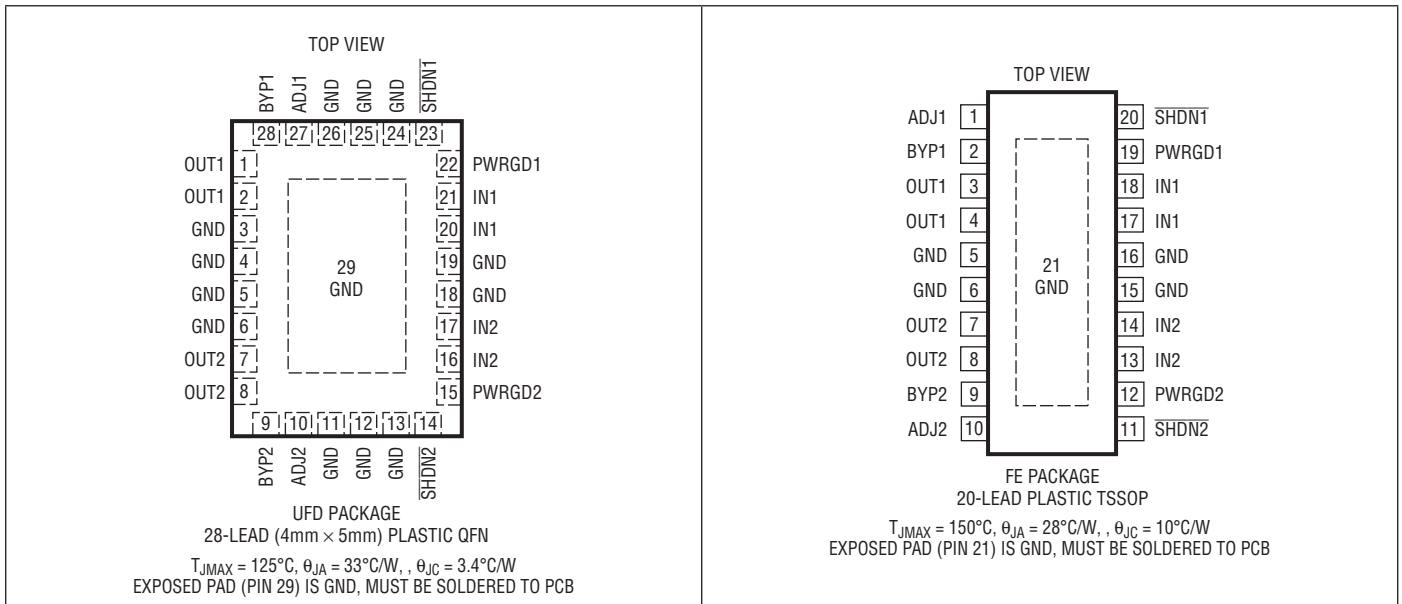 TOP VIEW
BYP1 ADJ1 GND GND GND SHDN1
28 27 26 25 24 23
OUT1 1 22 PWRGD1
OUT1 2 21 IN1
GND 3 20 IN1
GND 4 19 GND
GND 5 18 GND
GND 6 17 IN2
OUT2 7 16 IN2
OUT2 8 15 PWRGD2
29
GND
9 10 11 12 13 14
BYP2 ADJ2 GND GND GND SHDN2
UFD PACKAGE
28-LEAD (4mm × 5mm) PLASTIC QFN
TJMAX = 125°C, θJA = 33°C/W, , θJC = 3.4°C/W
EXPOSED PAD (PIN 29) IS GND, MUST BE SOLDERED TO PCB
TOP VIEW
ADJ1 1 20 SHDN1
BYP1 2 19 PWRGD1
OUT1 3 18 IN1
OUT1 4 17 IN1
GND 5 16 GND
GND 6 15 GND
OUT2 7 14 IN2
OUT2 8 13 IN2
BYP2 9 12 PWRGD2
ADJ2 10 11 SHDN2
21
GND
FE PACKAGE
20-LEAD PLASTIC TSSOP
TJMAX = 150°C, θJA = 28°C/W, , θJC = 10°C/W
EXPOSED PAD (PIN 21) IS GND, MUST BE SOLDERED TO PCB